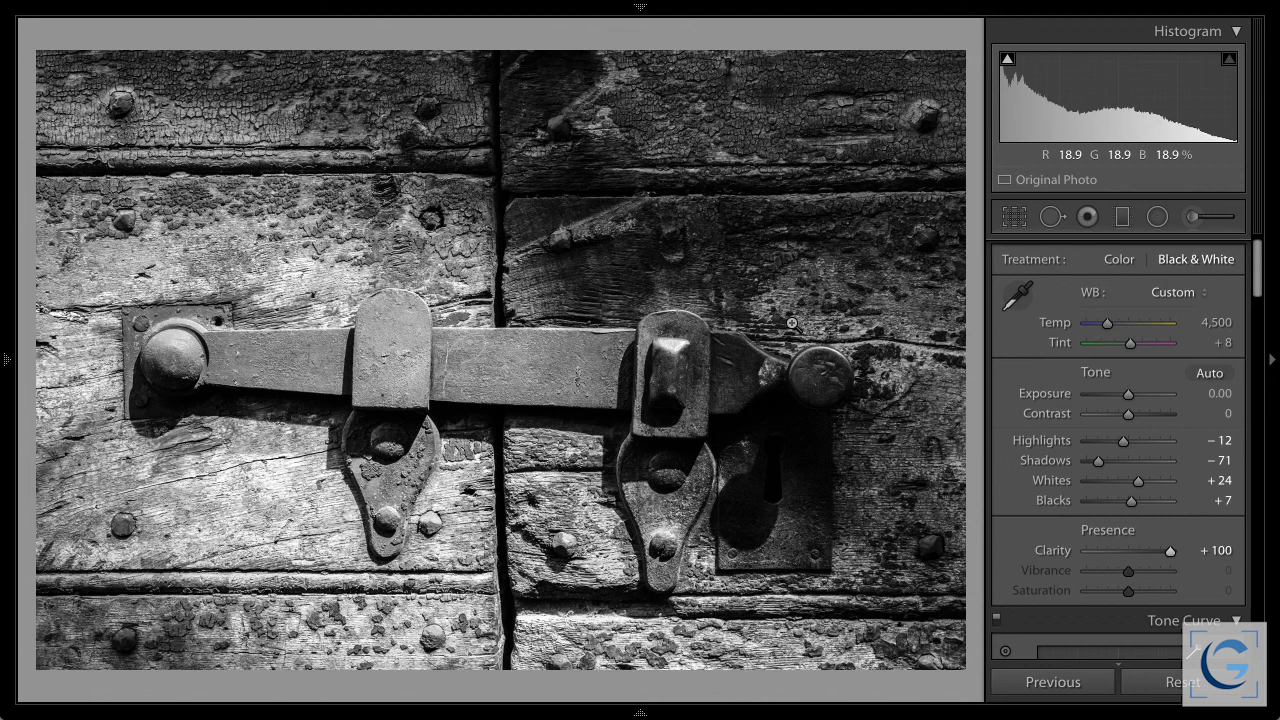 Histogram
R 18.9 G 18.9 B 18.9 %
Original Photo
Treatment : Color Black & White
WB : Custom
Temp 4,500
Tint + 8
Tone Auto
Exposure 0.00
Contrast 0
Highlights – 12
Shadows – 71
Whites + 24
Blacks + 7
Presence
Clarity + 100
Vibrance 0
Saturation 0
Tone Curve
Previous Reset
G